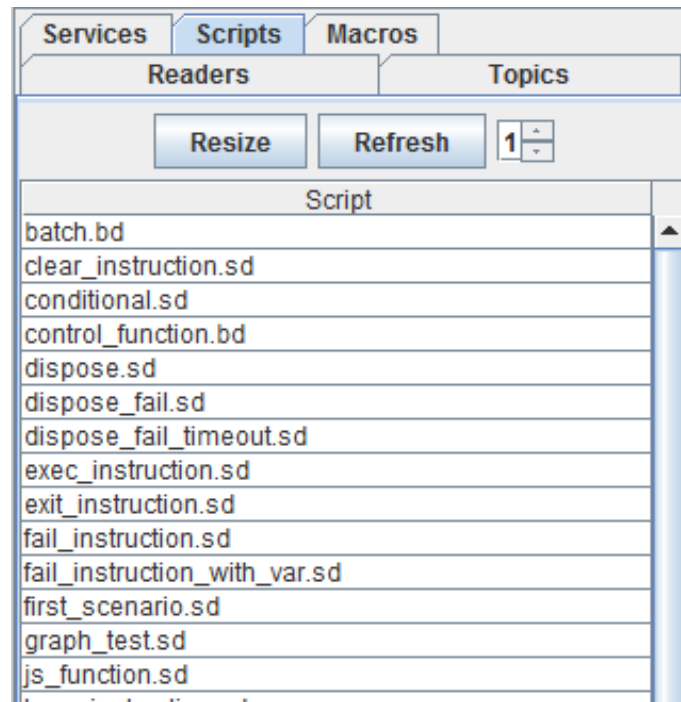 Services Scripts Macros
Readers Topics
Resize Refresh 1
Script
batch.bd
clear_instruction.sd
conditional.sd
control_function.bd
dispose.sd
dispose_fail.sd
dispose_fail_timeout.sd
exec_instruction.sd
exit_instruction.sd
fail_instruction.sd
fail_instruction_with_var.sd
first_scenario.sd
graph_test.sd
js_function.sd